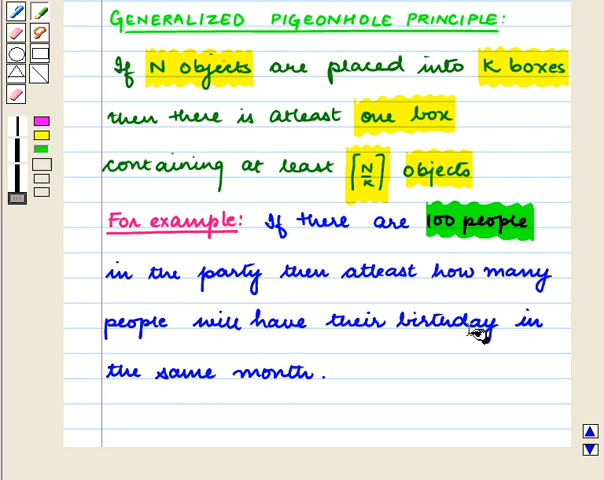 GENERALIZED PIGEONHOLE PRINCIPLE:
If N objects are placed into K boxes
then there is atleast one box
containing at least ⌈N/K⌉ objects
For example: If there are 100 people
in the party then atleast how many
people will have their birthday in
the same month.